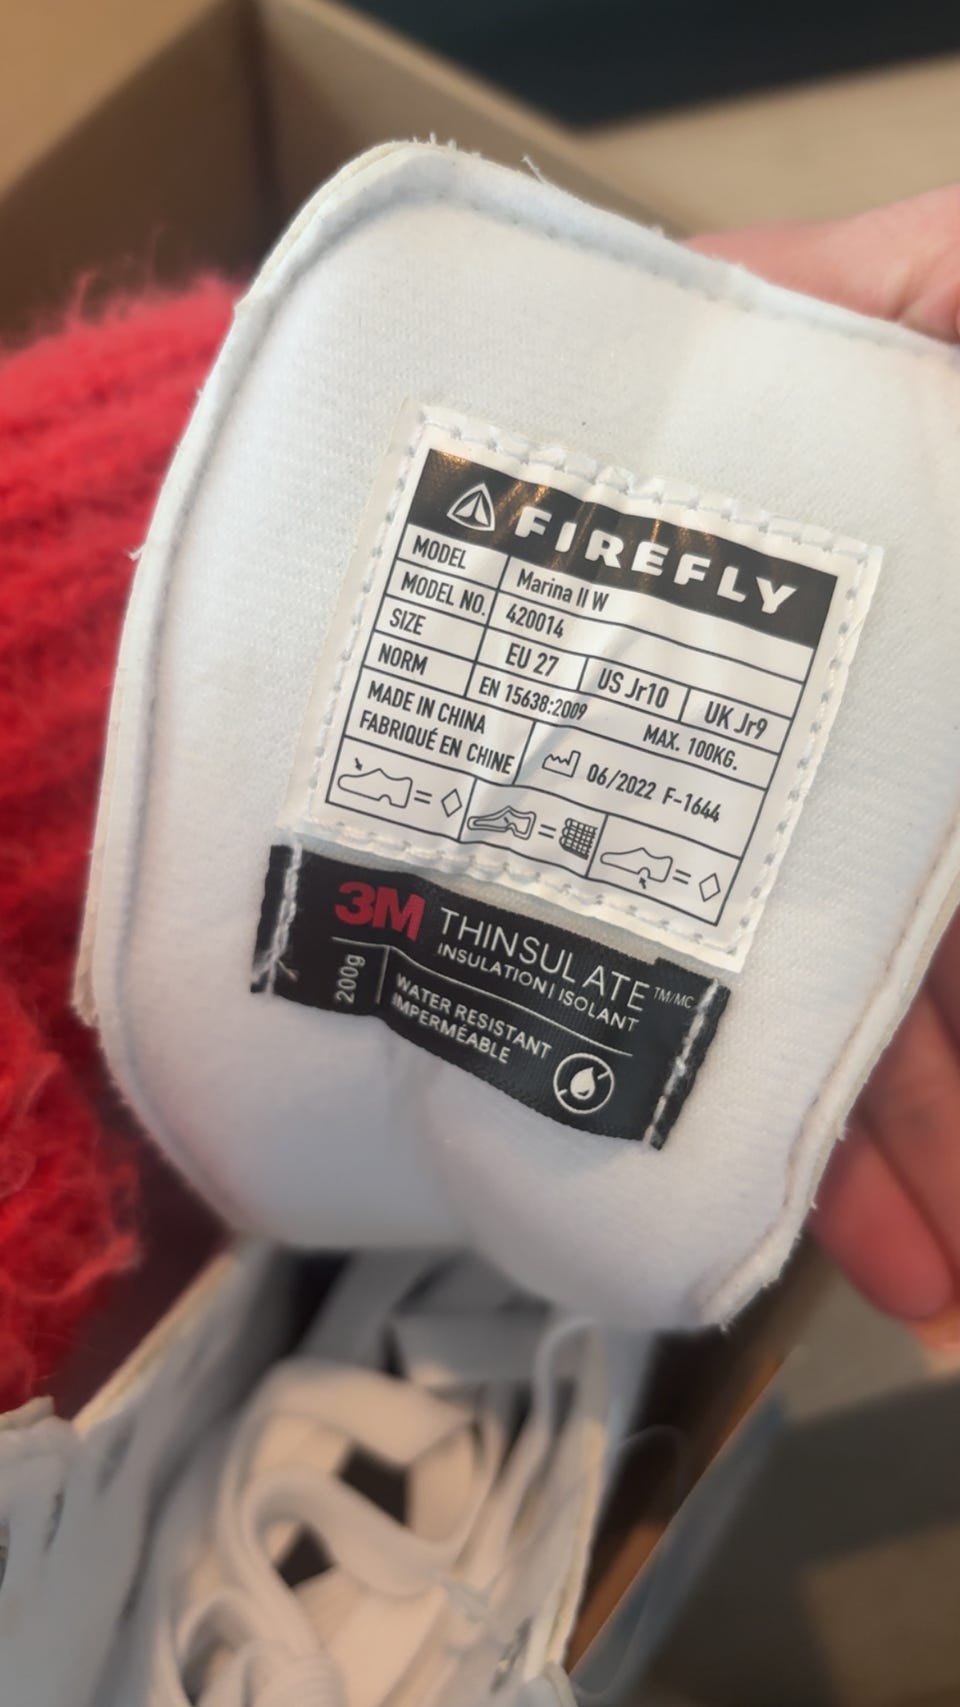 FIREFLY
MODEL Marina II W
MODEL NO. 420014
SIZE EU 27 US Jr10 UK Jr9
NORM EN 15638:2009 MAX. 100KG.
MADE IN CHINA
FABRIQUÉ EN CHINE
06/2022 F-1644
= = =
3M THINSULATE TM/MC
INSULATION | ISOLANT
200g
WATER RESISTANT
IMPERMÉABLE